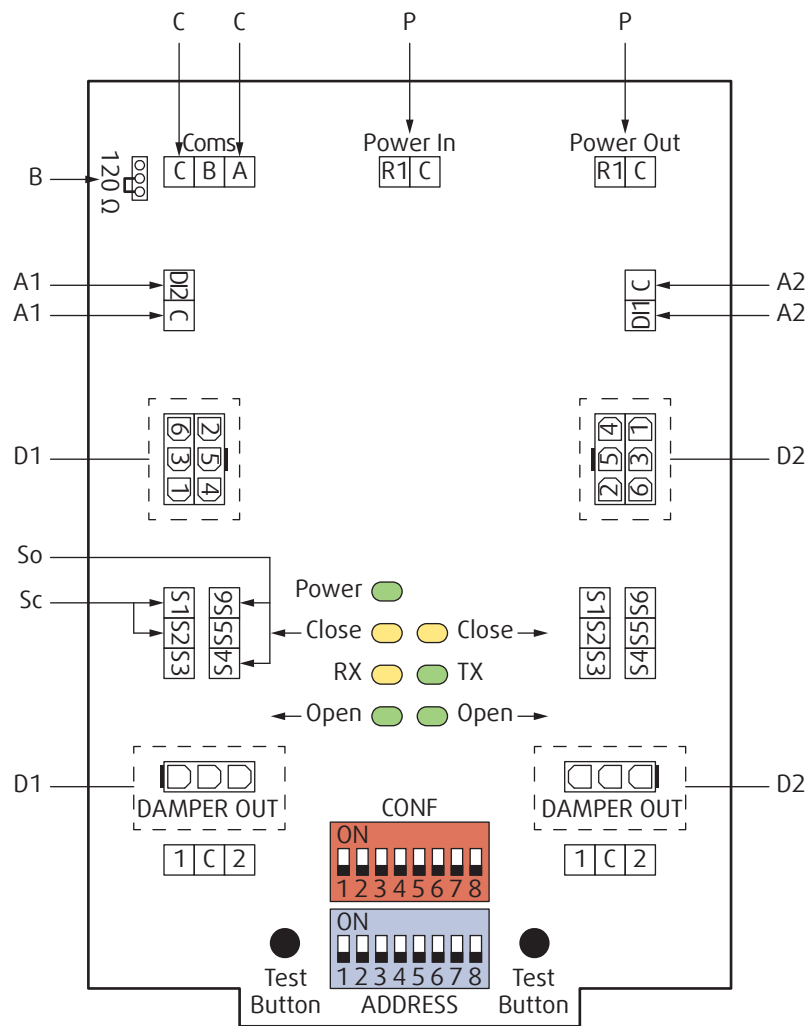 C C P P
Coms Power In Power Out
120 Ω
C B A R1 C R1 C
B
A1 DI2 C A2
A1 C DI1 A2
6 2 4 1
D1 3 5 5 3 D2
1 4 2 6
So
Power
Sc S1 S6 S1 S6
S2 S5 Close Close S2 S5
S3 S4 RX TX S3 S4
Open Open
D1 D2
DAMPER OUT CONF DAMPER OUT
ON
1 C 2 1 C 2
1 2 3 4 5 6 7 8
ON
1 2 3 4 5 6 7 8
Test Test
Button ADDRESS Button